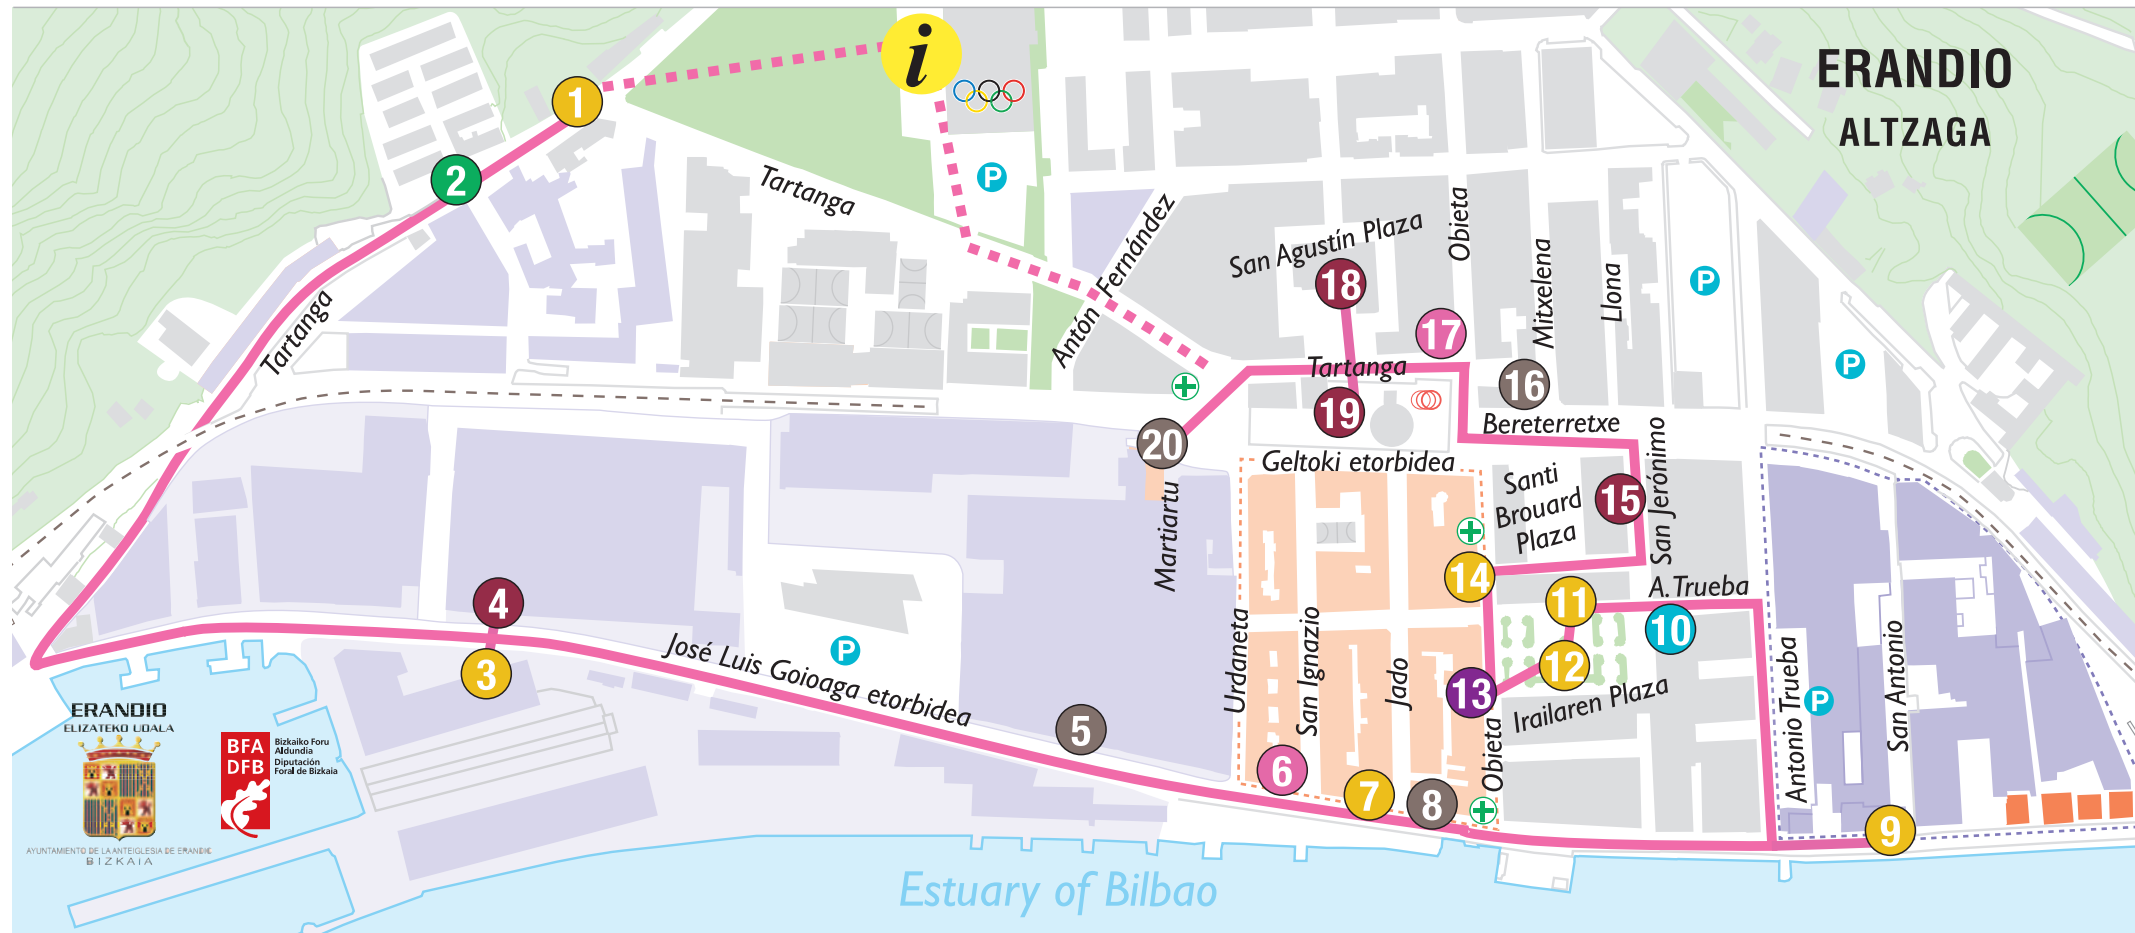 ERANDIO
ALTZAGA
i
1
2
P
Tartanga
Antón Fernández
San Agustín Plaza
Obieta
Mitxelena
Llona
P
18
17
Tartanga
Tartanga
16
19
P
20
Bereterretxe
Geltoki etorbidea
San Jerónimo
Santi
Brouard
Plaza
15
Martiartu
14
11
A. Trueba
10
4
3
José Luis Goioaga etorbidea
P
Urdaneta
San Ignazio
Jado
12
13
Irailaren Plaza
Obieta
Antonio Trueba
P
San Antonio
5
6
7
8
9
ERANDIO
ELIZATEKO UDALA
AYUNTAMIENTO DE LA ANTEIGLESIA DE ERANDIO
BIZKAIA
BFA
DFB
Bizkaiko Foru
Aldundia
Diputación
Foral de Bizkaia
Estuary of Bilbao